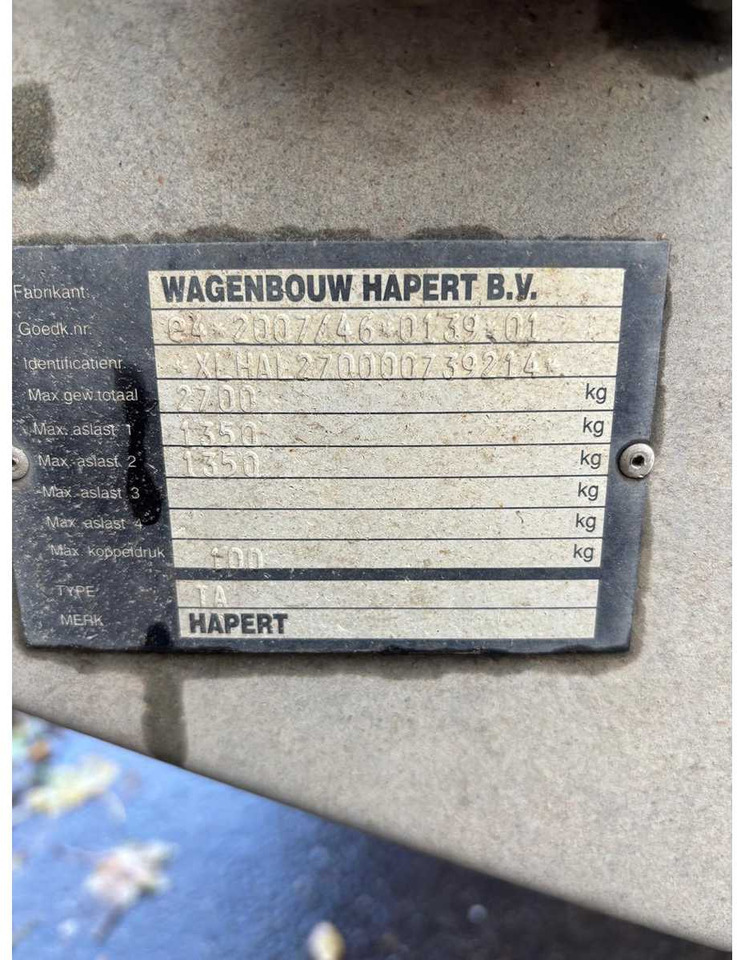 Fabrikant: WAGENBOUW HAPERT B.V.
Goedk.nr. e4*2007/46*0139*01
Identificatienr. *XLHAL270000739214*
Max.gew.totaal 2700 kg
Max. aslast 1 1350 kg
Max. aslast 2 1350 kg
Max. aslast 3 kg
Max. aslast 4 kg
Max. koppeldruk 100 kg
TYPE TA
MERK HAPERT